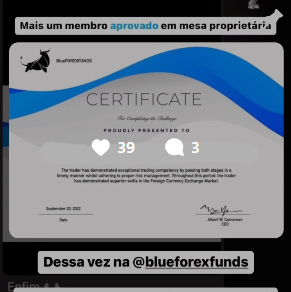 Mais um membro aprovado em mesa proprietária
BLUEFOREXFUNDS
CERTIFICATE
For Completing the Challenge
PROUDLY PRESENTED TO
39 3
The trader has demonstrated exceptional trading competency by passing both stages in a
timely manner whilst adhering to proper risk management. Throughout this period, the trader
has demonstrated superior skills in the Foreign Currency Exchange Market.
September 20, 2022
Date
CEO
Dessa vez na @blueforexfunds
Enfim